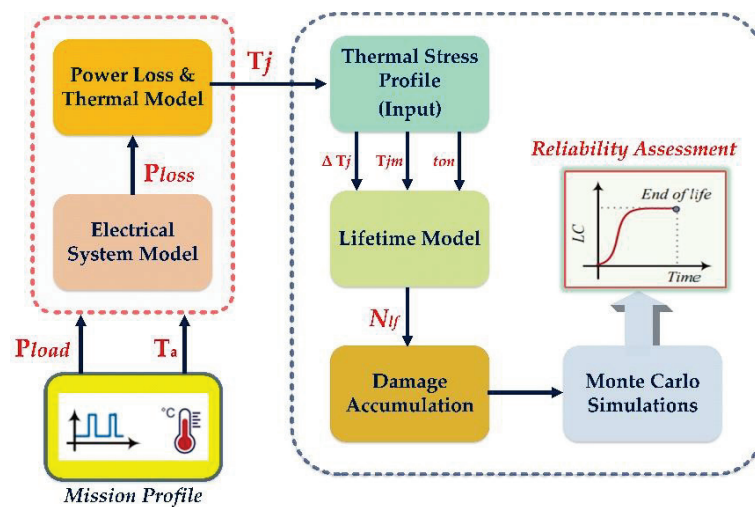 Power Loss &
Thermal Model
Tj
Ploss
Electrical
System Model
Pload
Ta
°C
Mission Profile
Thermal Stress
Profile
(Input)
Δ Tj
Tjm
ton
Lifetime Model
Nlf
Damage
Accumulation
Monte Carlo
Simulations
Reliability Assessment
End of life
LC
Time